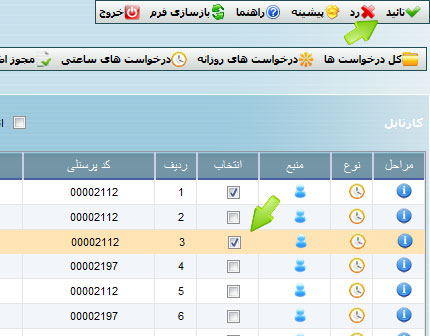 تائید رد پیشینه راهنما بازسازی فرم خروج
کل درخواست ها درخواست های روزانه درخواست های ساعتی مجوز
کارتابل
مراحل نوع منبع انتخاب ردیف کد پرسنلی
1 00002112
2 00002112
3 00002112
4 00002197
5 00002112
6 00002197